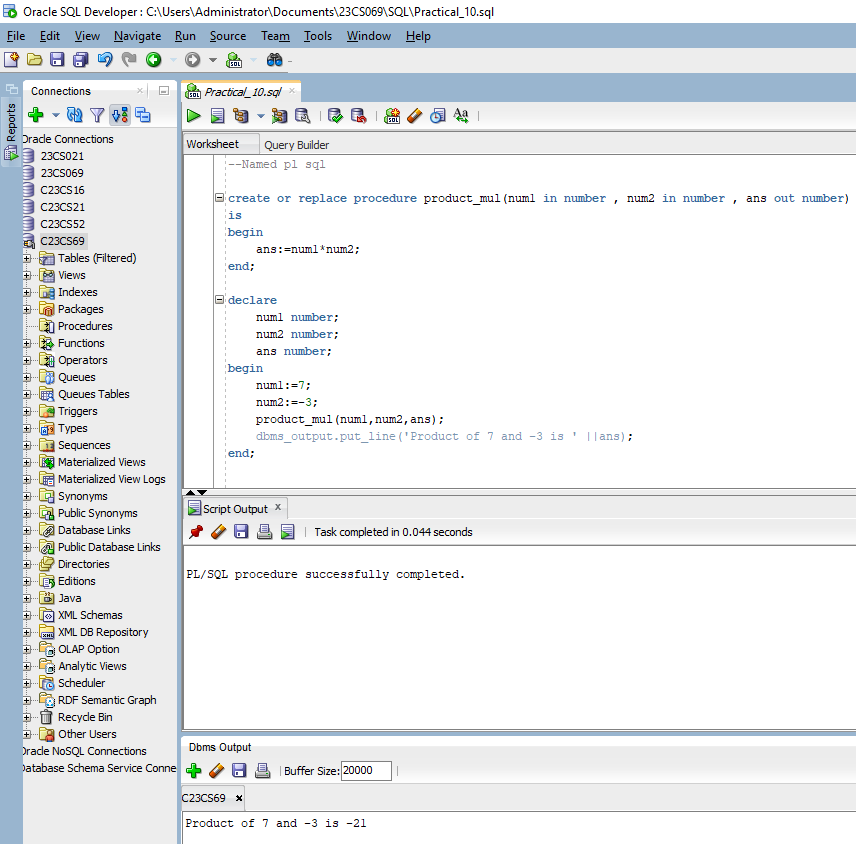 Oracle SQL Developer : C:\Users\Administrator\Documents\23CS069\SQL\Practical_10.sql
File Edit View Navigate Run Source Team Tools Window Help
Reports
Connections
Oracle Connections
23CS021
23CS069
C23CS16
C23CS21
C23CS52
C23CS69
Tables (Filtered)
Views
Indexes
Packages
Procedures
Functions
Operators
Queues
Queues Tables
Triggers
Types
Sequences
Materialized Views
Materialized View Logs
Synonyms
Public Synonyms
Database Links
Public Database Links
Directories
Editions
Java
XML Schemas
XML DB Repository
OLAP Option
Analytic Views
Scheduler
RDF Semantic Graph
Recycle Bin
Other Users
Oracle NoSQL Connections
Database Schema Service Conne
Practical_10.sql
Worksheet Query Builder
--Named pl sql
create or replace procedure product_mul(num1 in number , num2 in number , ans out number)
is
begin
ans:=num1*num2;
end;
declare
num1 number;
num2 number;
ans number;
begin
num1:=7;
num2:=-3;
product_mul(num1,num2,ans);
dbms_output.put_line('Product of 7 and -3 is ' ||ans);
end;
Script Output
Task completed in 0.044 seconds
PL/SQL procedure successfully completed.
Dbms Output
Buffer Size: 20000
C23CS69
Product of 7 and -3 is -21